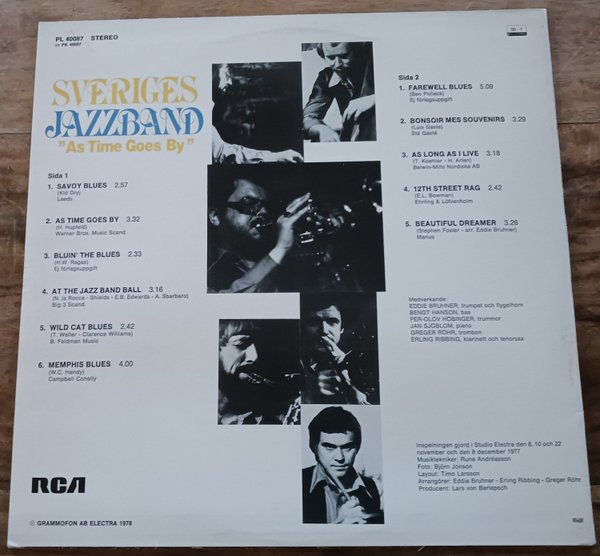 PL 40087 STEREO
SVERIGES
JAZZBAND
"As Time Goes By"
Side 1
1. SAVOY BLUES 2.57
(Kid Ory)
Leeds
2. AS TIME GOES BY 3.32
(H. Hupfeld)
Warner Bros. Music Scand.
3. BLUIN' THE BLUES 2.33
(H.W. Ragas)
Ej förlagsuppgift
4. AT THE JAZZ BAND BALL 3.16
(N. la Rocca - Shields - E.B. Edwards - A. Sbarbaro)
Big 3 Scand.
5. WILD CAT BLUES 2.42
(T. Waller - Clarence Williams)
B. Feldman Music
6. MEMPHIS BLUES 4.00
(W.C. Handy)
Campbell Conelly
Sida 2
1. FAREWELL BLUES 5.09
(Ben Pollack)
Ej förlagsuppgift
2. BONSOIR MES SOUVENIRS 3.29
(Luis Gasté)
Sté Gasté
3. AS LONG AS I LIVE 3.18
(T. Koehler - H. Arlen)
Belwin-Mills Nordiska AB
4. 12TH STREET RAG 2.42
(E.L. Bowman)
Ehrling & Löfvenholm
5. BEAUTIFUL DREAMER 3.26
(Stephen Foster - arr. Eddie Bruhner)
Manus
Medverkande:
EDDIE BRUHNER, trumpet och flygelhorn
BENGT HANSON, bas
PER-OLOV HÖBINGER, trummor
JAN SJÖBLOM, piano
GREGER RÖHR, trombon
ERLING RIBBING, klarinett och tenorsax
Inspelningen gjord i Studio Electra den 8, 10 och 22
november och den 8 december 1977
Musiktekniker: Rune Andréasson
Foto: Björn Jonson
Layout: Timo Larsson
Arrangörer: Eddie Bruhner - Erling Ribbing - Greger Röhr
Producent: Lars von Berlepsch
RCA
℗ GRAMMOFON AB ELECTRA 1978